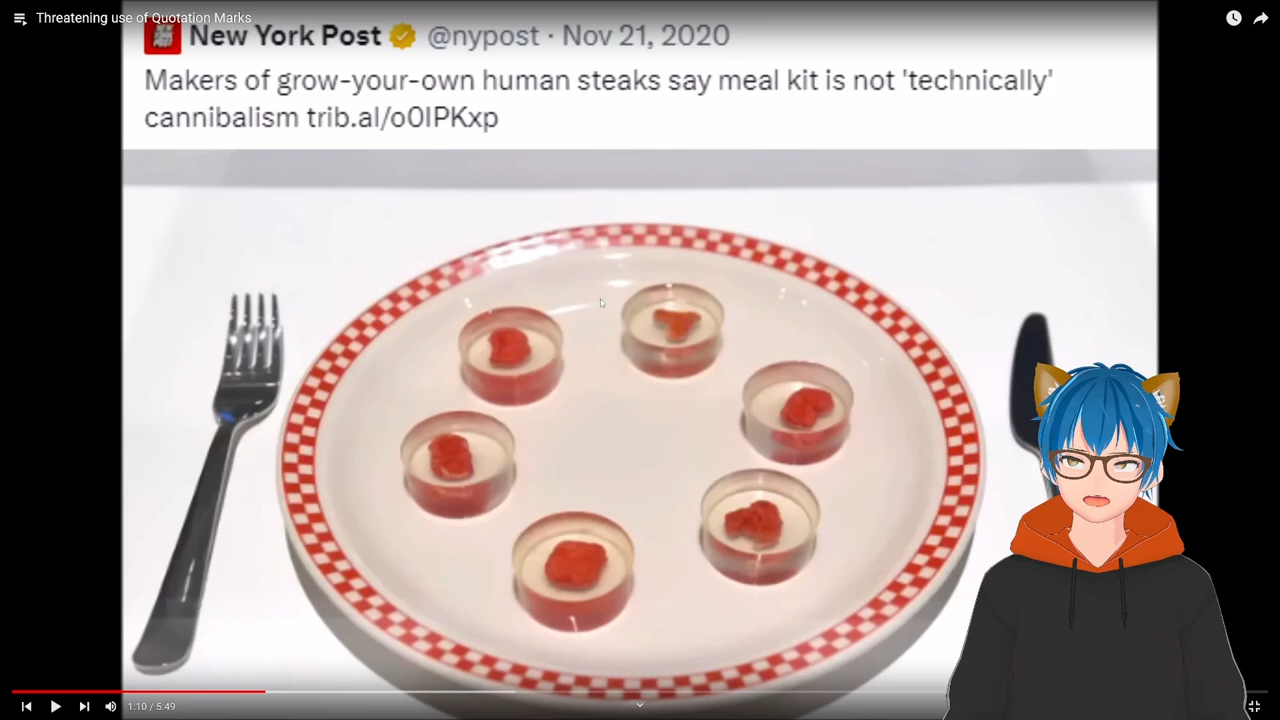 Threatening use of Quotation Marks
New York Post @nypost · Nov 21, 2020
Makers of grow-your-own human steaks say meal kit is not 'technically'
cannibalism trib.al/oOlPKxp
1:10 / 5:49